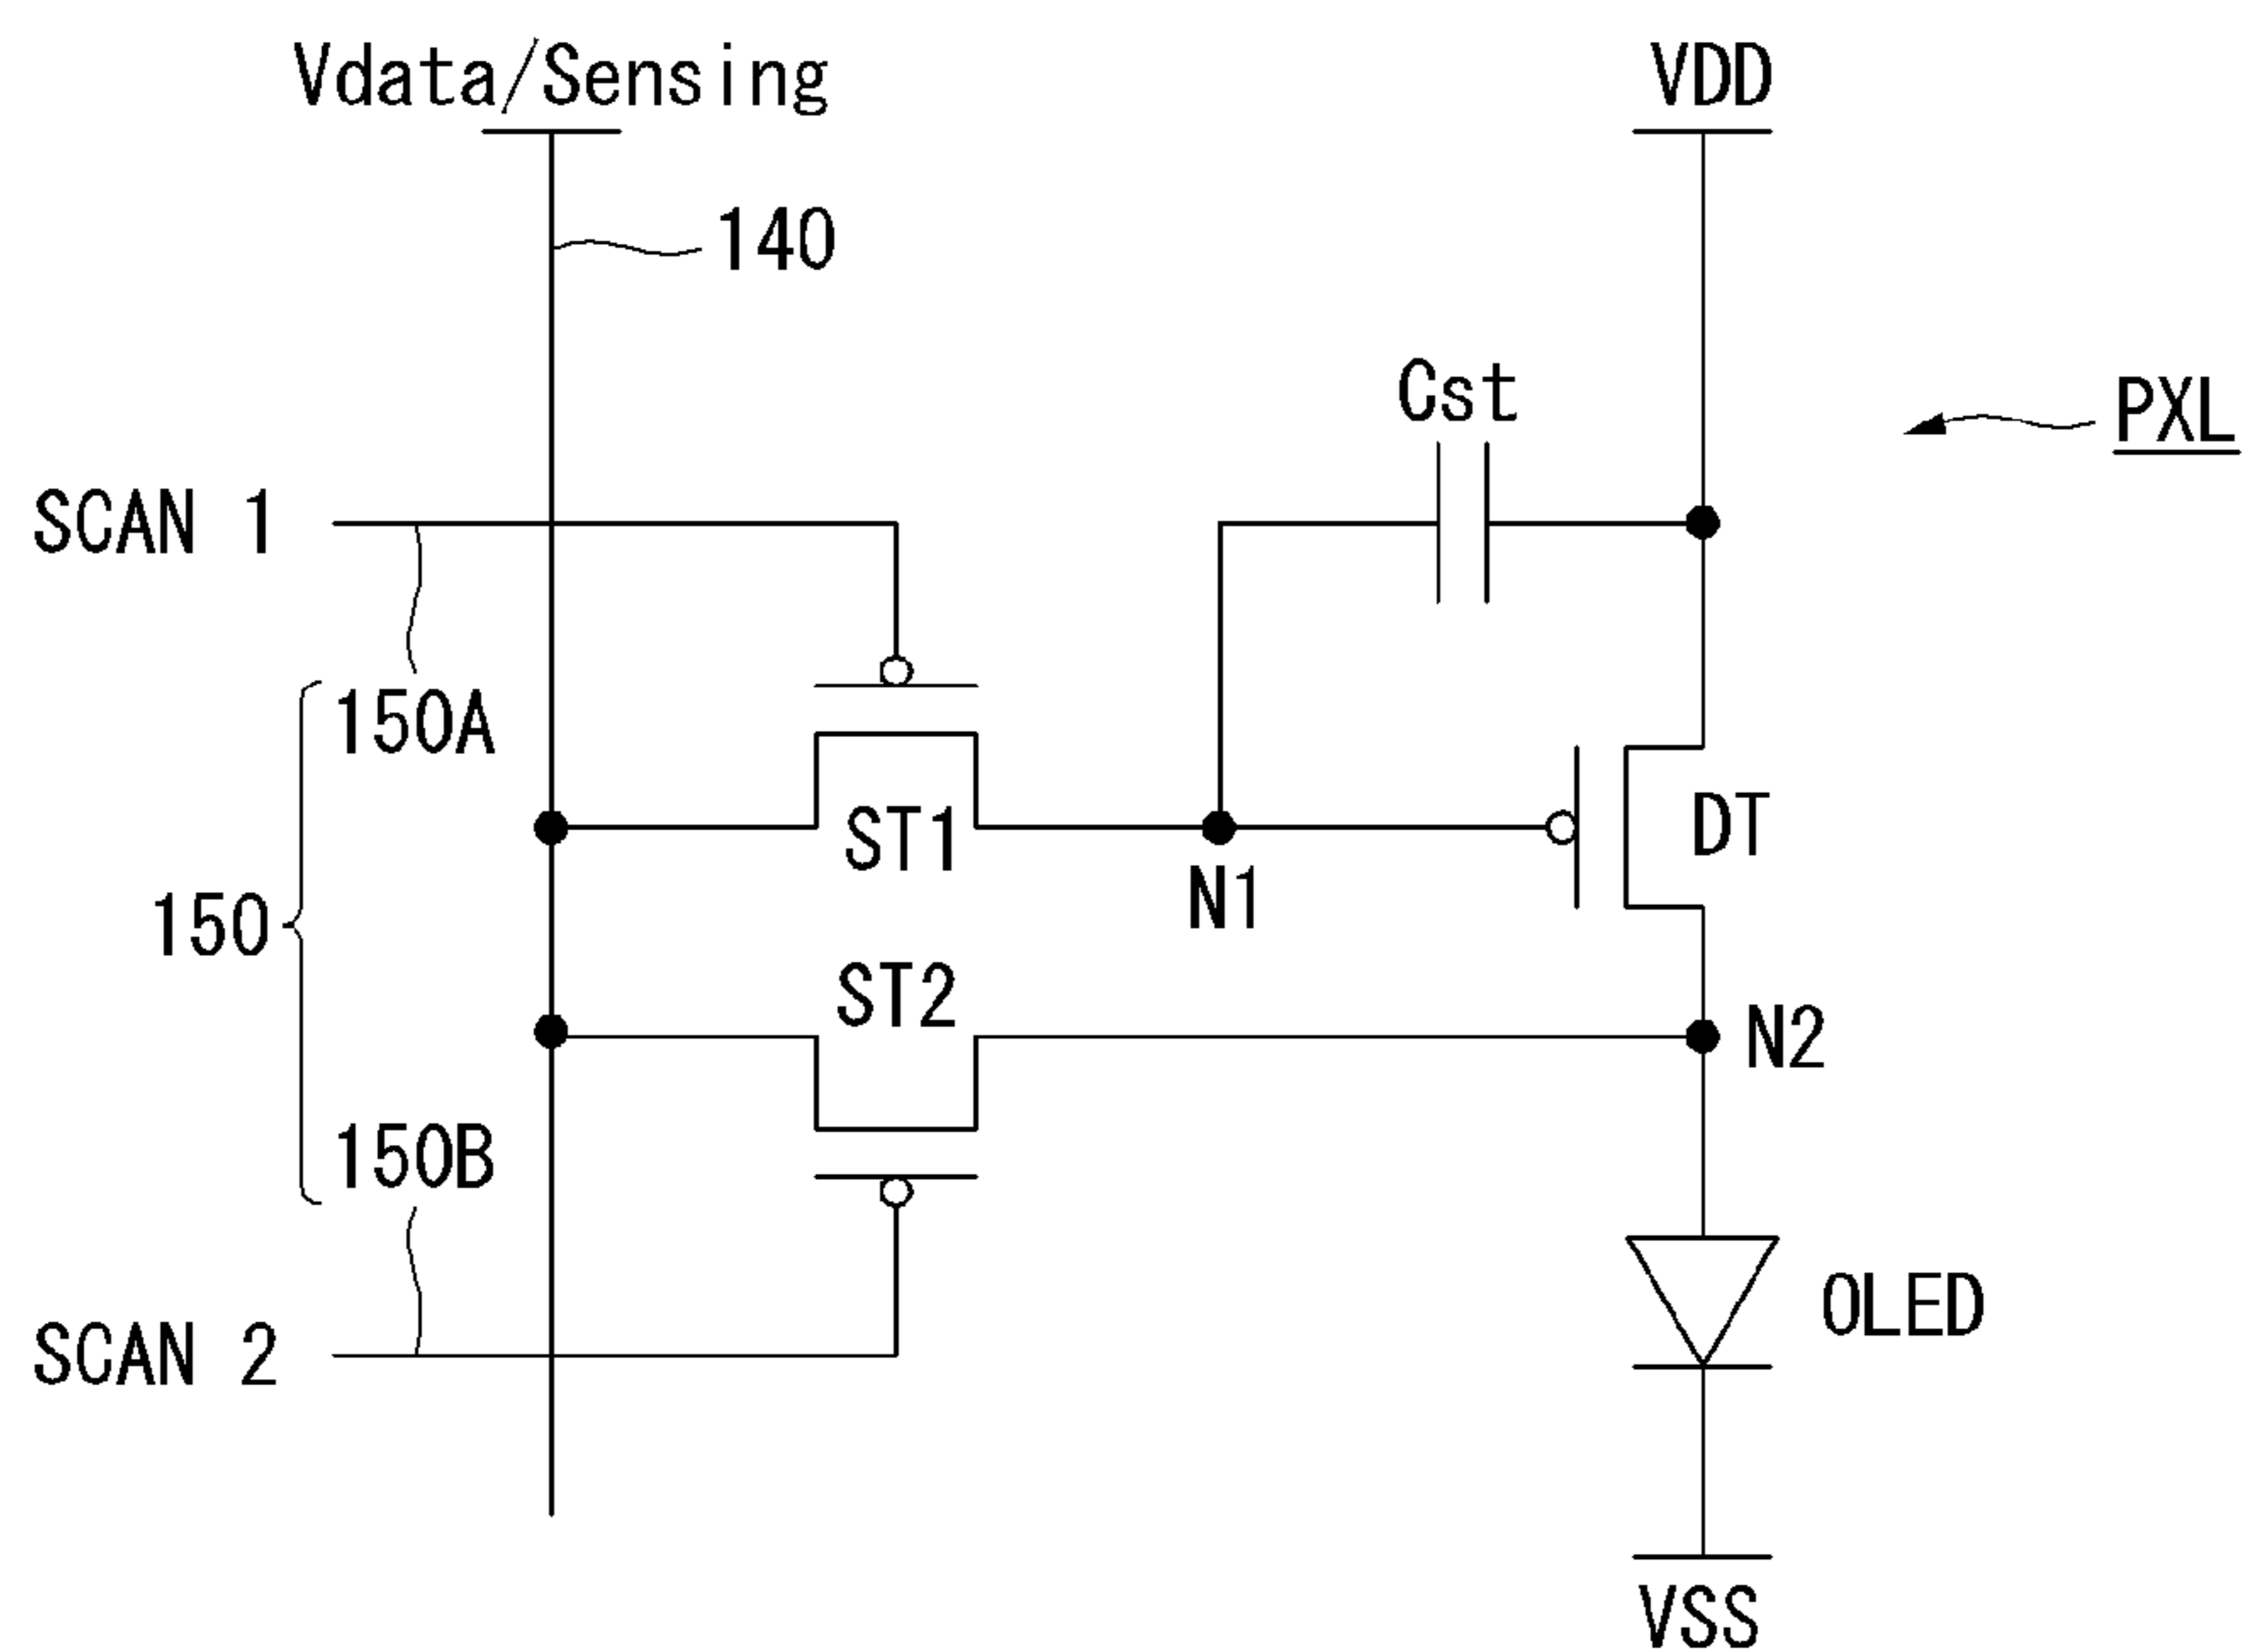 Vdata/Sensing
VDD
140
Cst
PXL
SCAN 1
150A
ST1
DT
N1
150
ST2
N2
150B
OLED
SCAN 2
VSS